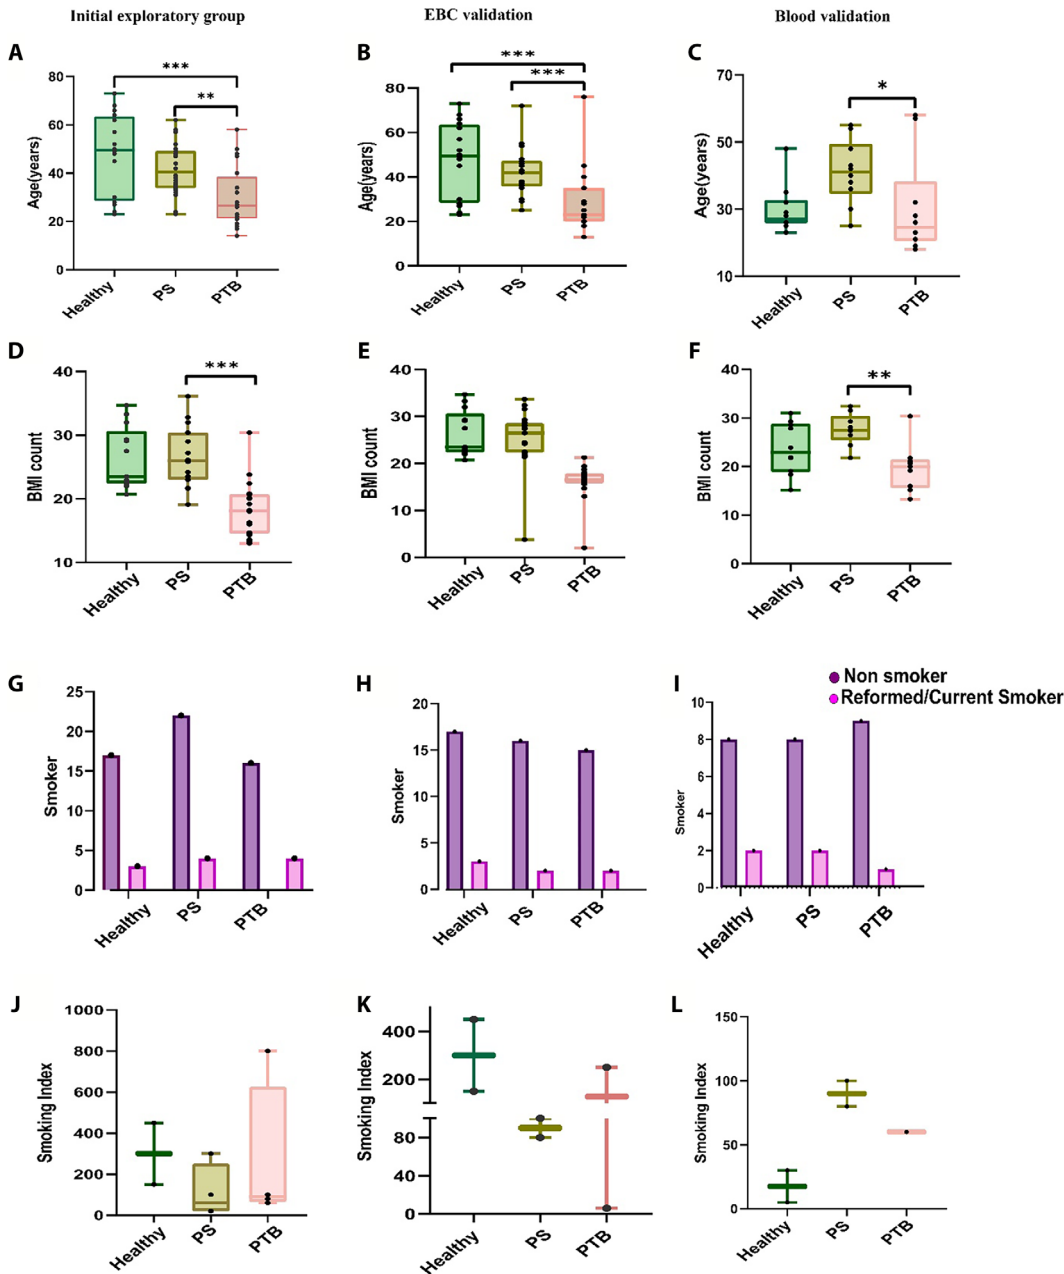 Initial exploratory group
EBC validation
Blood validation
A
***
**
Age(years)
80
60
40
20
0
Healthy
PS
PTB
B
***
***
Age(years)
80
60
40
20
0
Healthy
PS
PTB
C
*
Age(years)
70
50
30
10
Healthy
PS
PTB
D
***
BMI count
40
30
20
10
Healthy
PS
PTB
E
BMI count
40
30
20
10
0
Healthy
PS
PTB
F
**
BMI count
40
30
20
10
0
Healthy
PS
PTB
Non smoker
Reformed/Current Smoker
G
Smoker
25
20
15
10
5
0
Healthy
PS
PTB
H
Smoker
20
15
10
5
0
Healthy
PS
PTB
I
Smoker
10
8
6
4
2
0
Healthy
PS
PTB
J
Smoking Index
1000
800
600
400
200
0
Healthy
PS
PTB
K
Smoking Index
400
200
80
40
0
Healthy
PS
PTB
L
Smoking Index
150
100
50
0
Healthy
PS
PTB